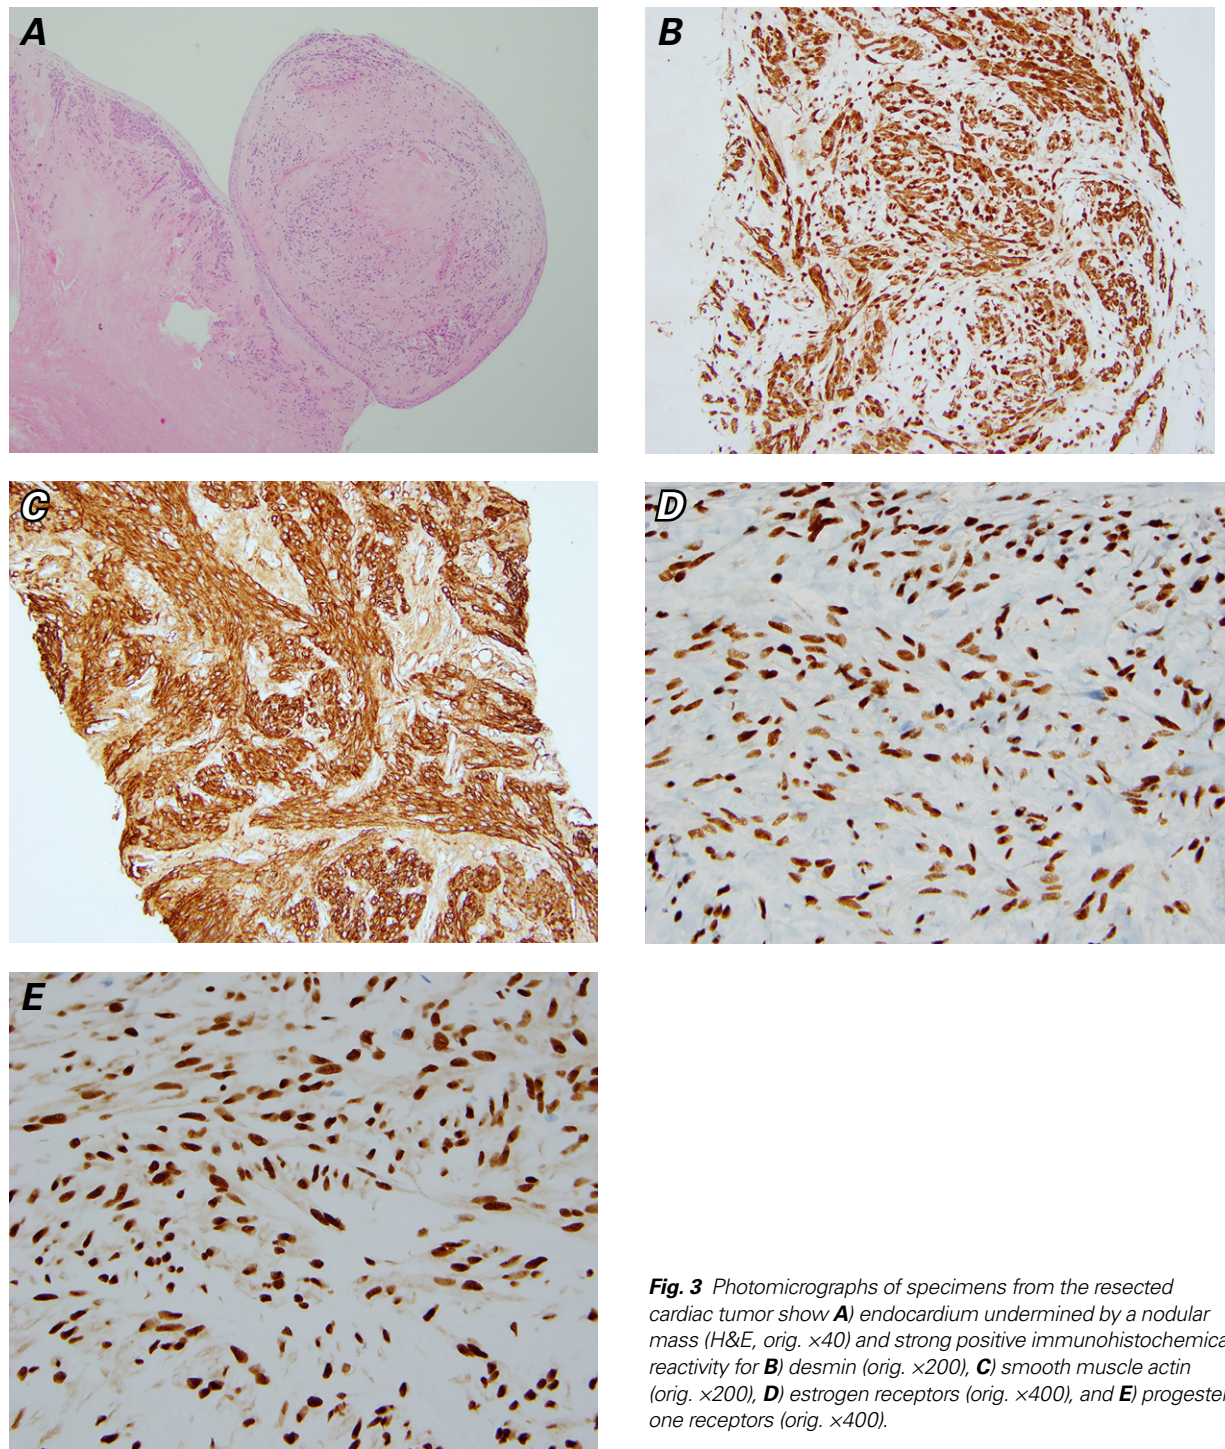 A
B
C
D
E
Fig. 3 Photomicrographs of specimens from the resected
cardiac tumor show A) endocardium undermined by a nodular
mass (H&E, orig. ×40) and strong positive immunohistochemica
reactivity for B) desmin (orig. ×200), C) smooth muscle actin
(orig. ×200), D) estrogen receptors (orig. ×400), and E) progester
one receptors (orig. ×400).